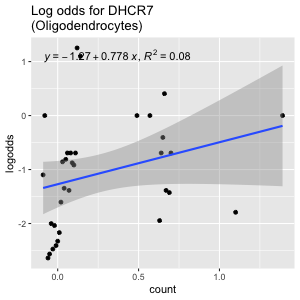 Log odds for DHCR7
(Oligodendrocytes)
y = −1.27 + 0.778 x, R² = 0.08
1
0
-1
-2
logodds
0.0 0.5 1.0
count